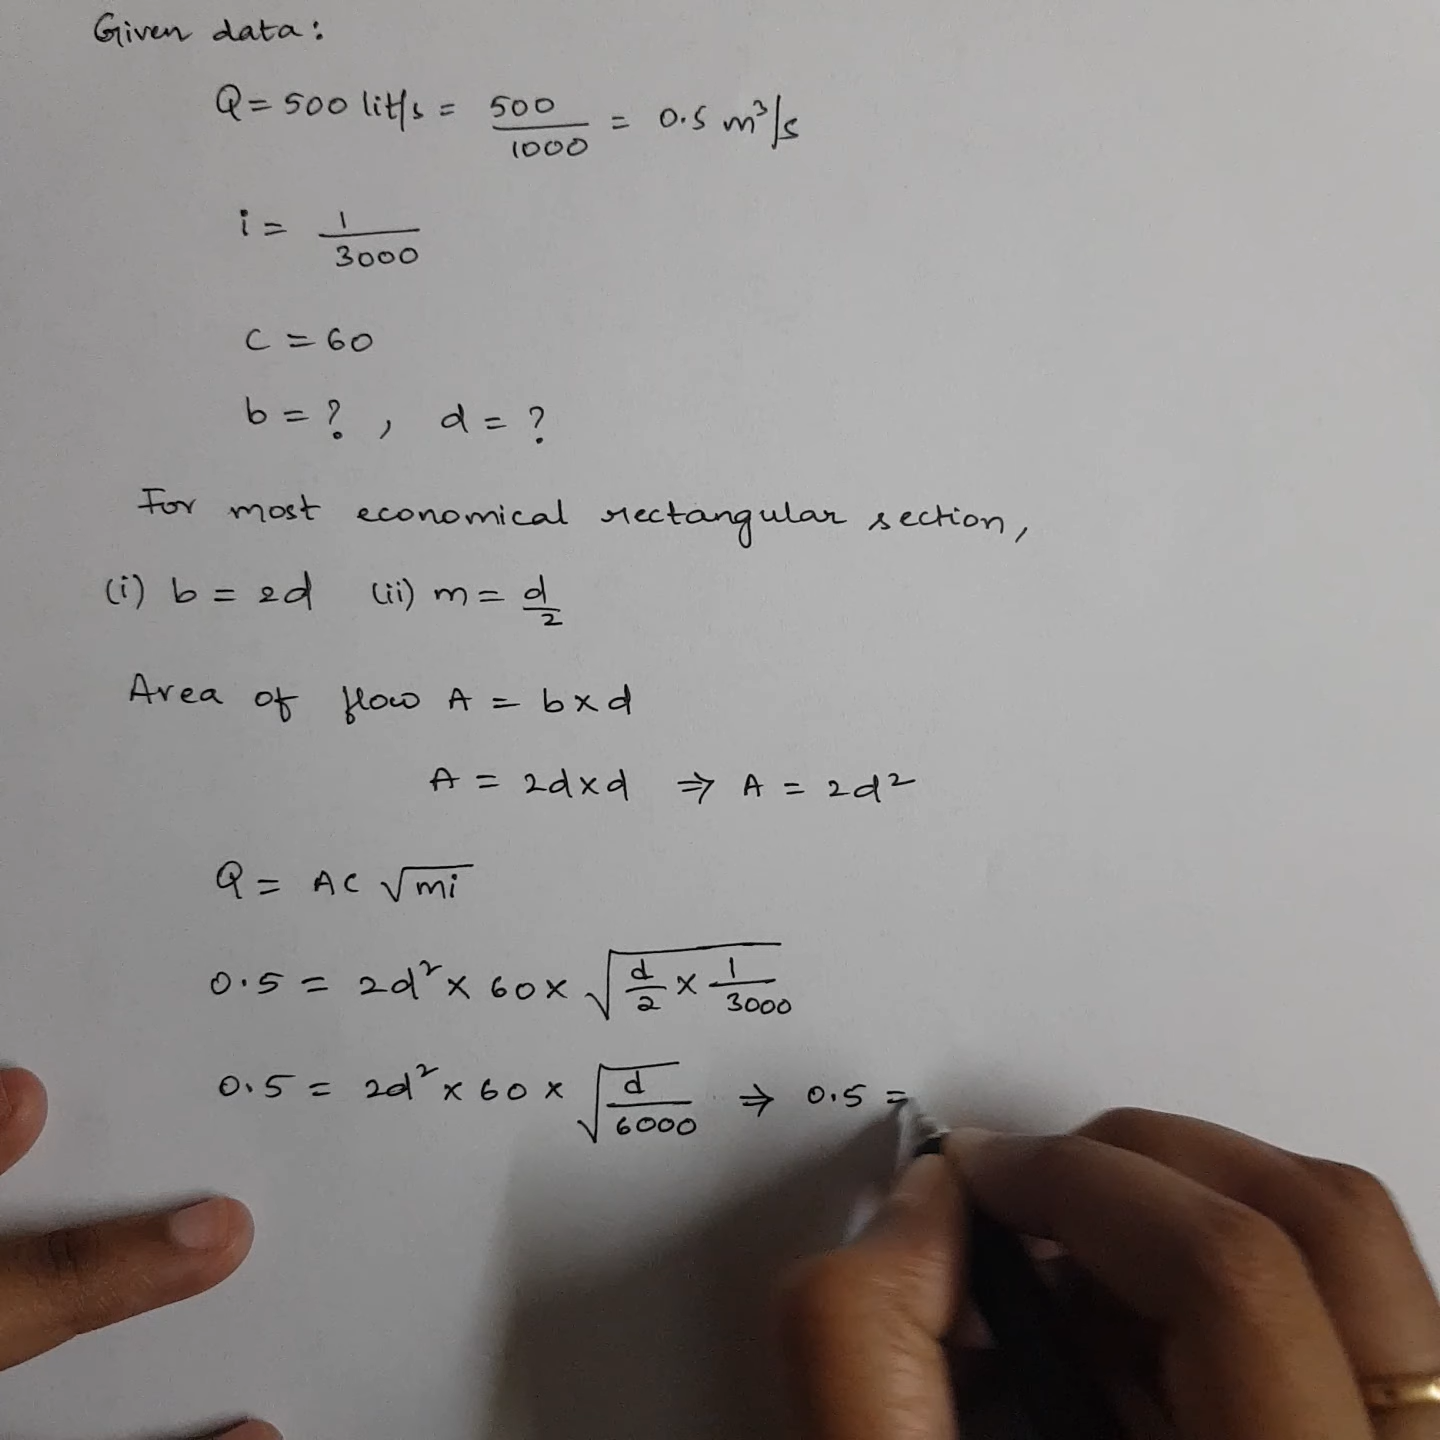 Given data:
Q = 500 lit/s = 500/1000 = 0.5 m³/s
i = 1/3000
C = 60
b = ? , d = ?
For most economical rectangular section,
(i) b = 2d (ii) m = d/2
Area of flow A = b×d
A = 2d×d ⇒ A = 2d²
Q = AC √mi
0.5 = 2d² × 60 × √(d/2 × 1/3000)
0.5 = 2d² × 60 × √(d/6000) ⇒ 0.5 =